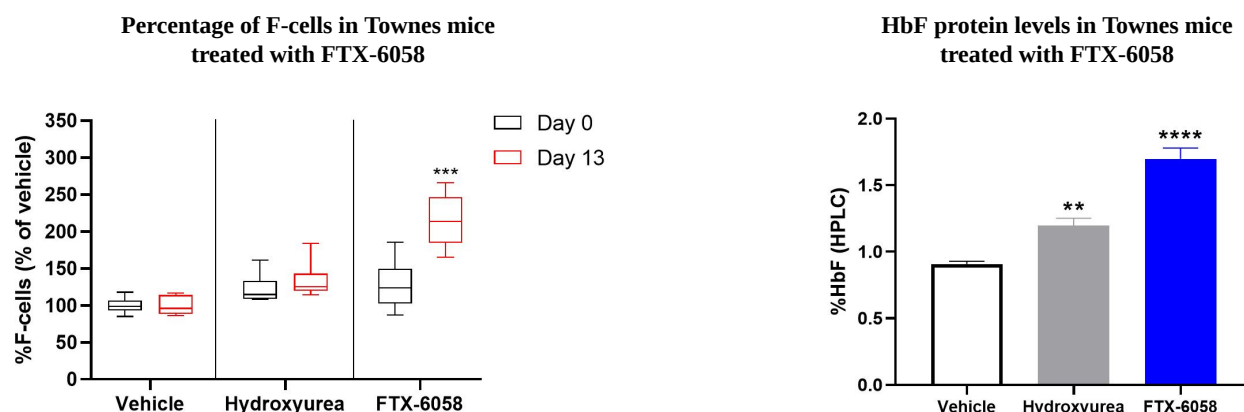 Percentage of F-cells in Townes mice
treated with FTX-6058
%F-cells (% of vehicle)
350
300
250
200
150
100
50
0
***
Vehicle
Hydroxyurea
FTX-6058
Day 0
Day 13
HbF protein levels in Townes mice
treated with FTX-6058
%HbF (HPLC)
2.0
1.5
1.0
0.5
0.0
**
****
Vehicle
Hydroxyurea
FTX-6058